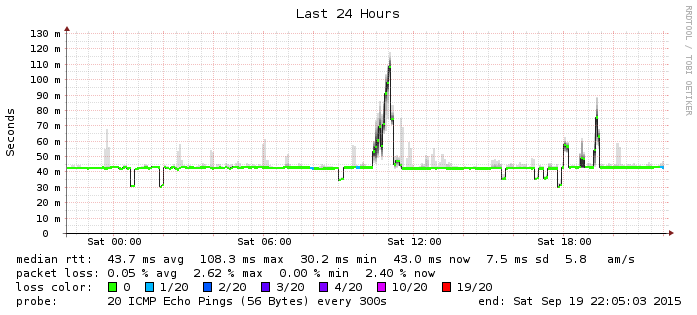 Last 24 Hours
RRDTOOL / TOBI OETIKER
Seconds
130 m
120 m
110 m
100 m
90 m
80 m
70 m
60 m
50 m
40 m
30 m
20 m
10 m
0
Sat 00:00 Sat 06:00 Sat 12:00 Sat 18:00
median rtt: 43.7 ms avg 108.3 ms max 30.2 ms min 43.0 ms now 7.5 ms sd 5.8 am/s
packet loss: 0.05 % avg 2.62 % max 0.00 % min 2.40 % now
loss color: 0 1/20 2/20 3/20 4/20 10/20 19/20
probe: 20 ICMP Echo Pings (56 Bytes) every 300s end: Sat Sep 19 22:05:03 2015